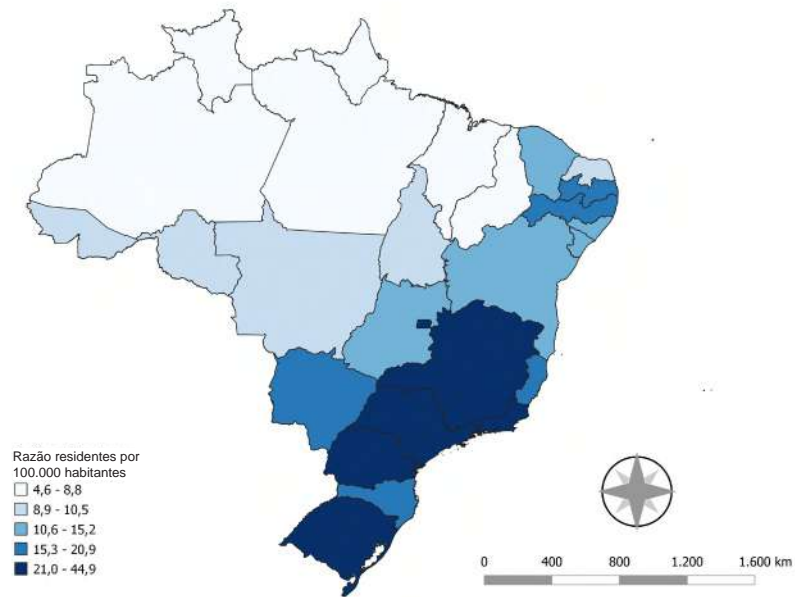 Razão residentes por
100.000 habitantes
4,6 - 8,8
8,9 - 10,5
10,6 - 15,2
15,3 - 20,9
21,0 - 44,9
0 400 800 1.200 1.600 km